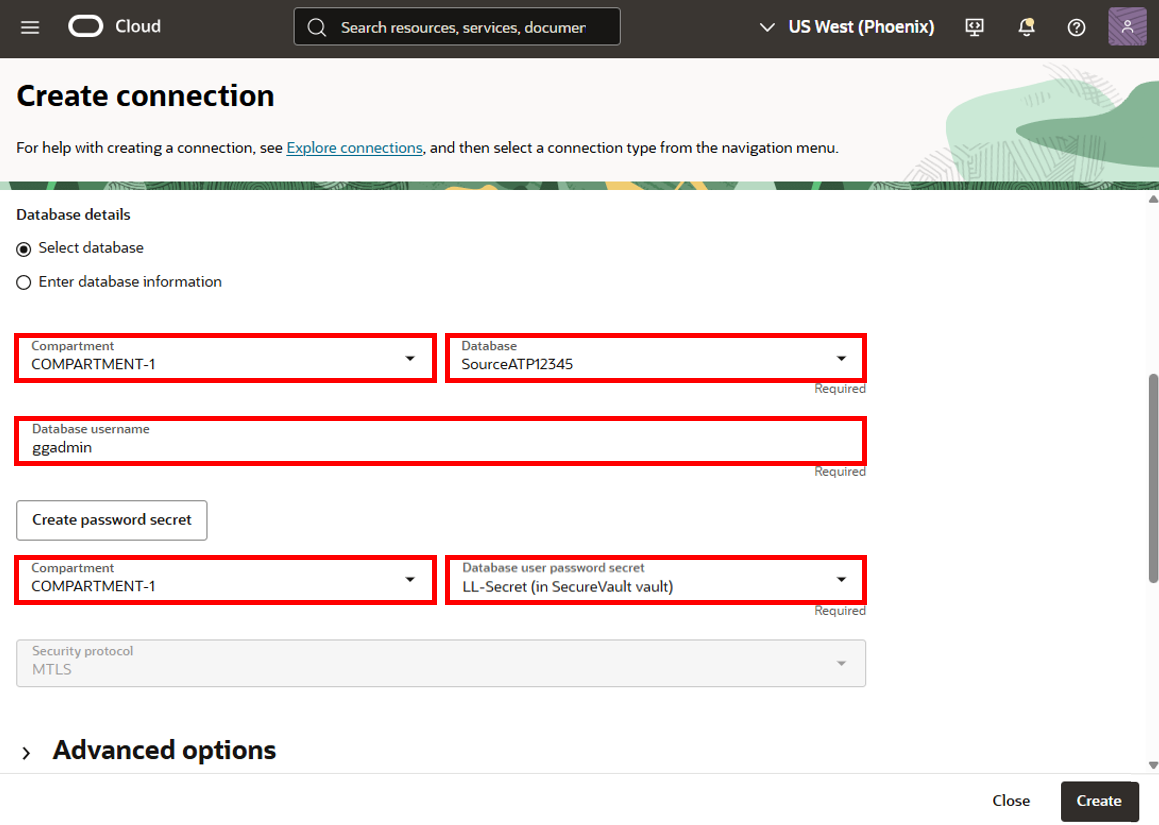 Cloud
Search resources, services, documen
US West (Phoenix)
Create connection
For help with creating a connection, see Explore connections, and then select a connection type from the navigation menu.
Database details
Select database
Enter database information
Compartment
COMPARTMENT-1
Database
SourceATP12345
Required
Database username
ggadmin
Required
Create password secret
Compartment
COMPARTMENT-1
Database user password secret
LL-Secret (in SecureVault vault)
Required
Security protocol
MTLS
Advanced options
Close
Create